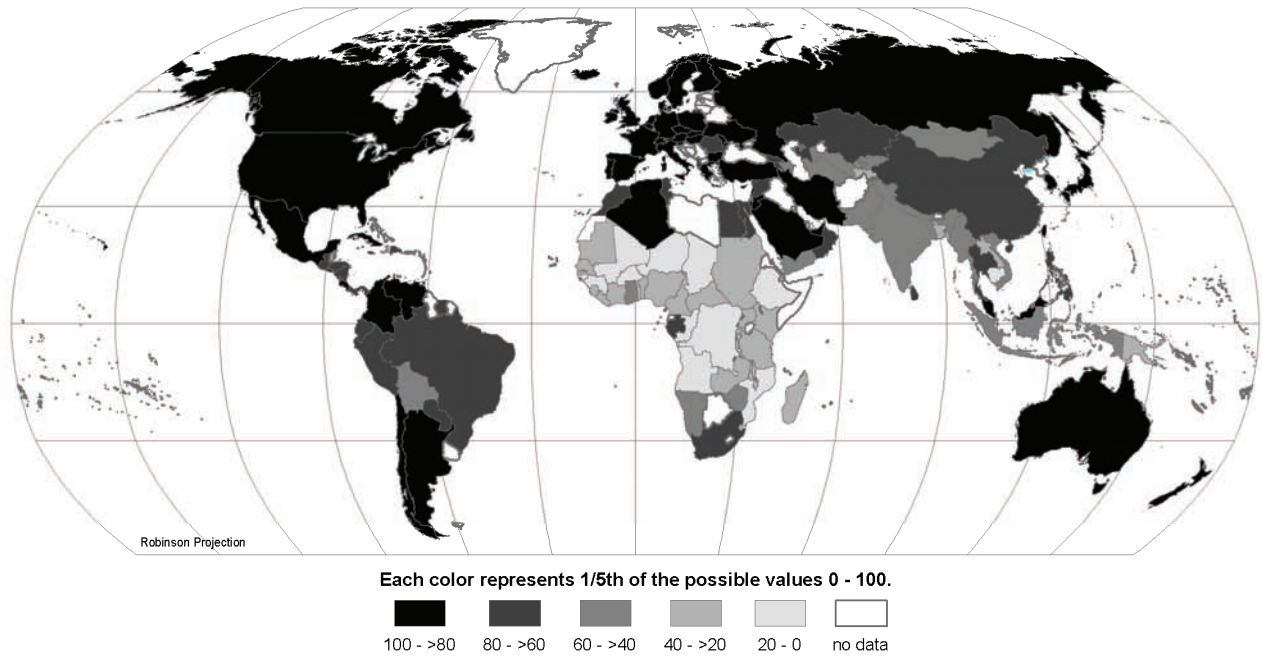 Robinson Projection
Each color represents 1/5th of the possible values 0 - 100.
100 - >80 80 - >60 60 - >40 40 - >20 20 - 0 no data